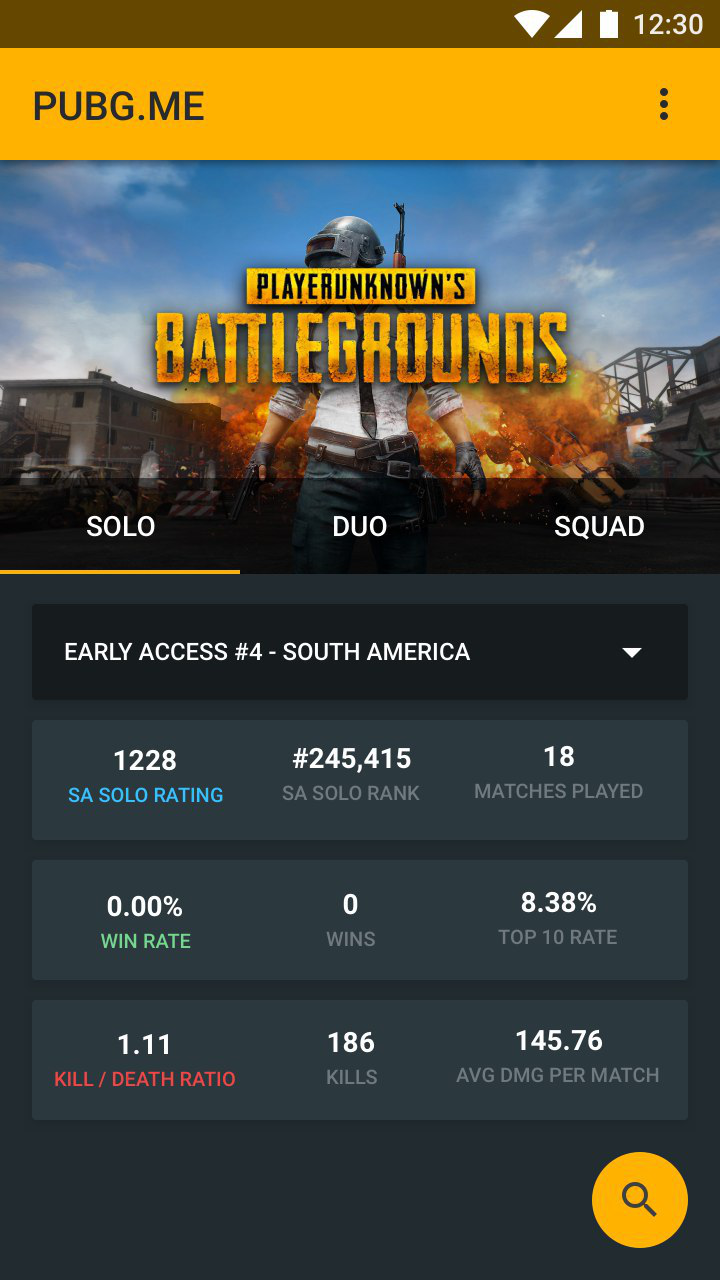 12:30
PUBG.ME
PLAYERUNKNOWN'S
BATTLEGROUNDS
SOLO DUO SQUAD
EARLY ACCESS #4 - SOUTH AMERICA
1228 #245,415 18
SA SOLO RATING SA SOLO RANK MATCHES PLAYED
0.00% 0 8.38%
WIN RATE WINS TOP 10 RATE
1.11 186 145.76
KILL / DEATH RATIO KILLS AVG DMG PER MATCH